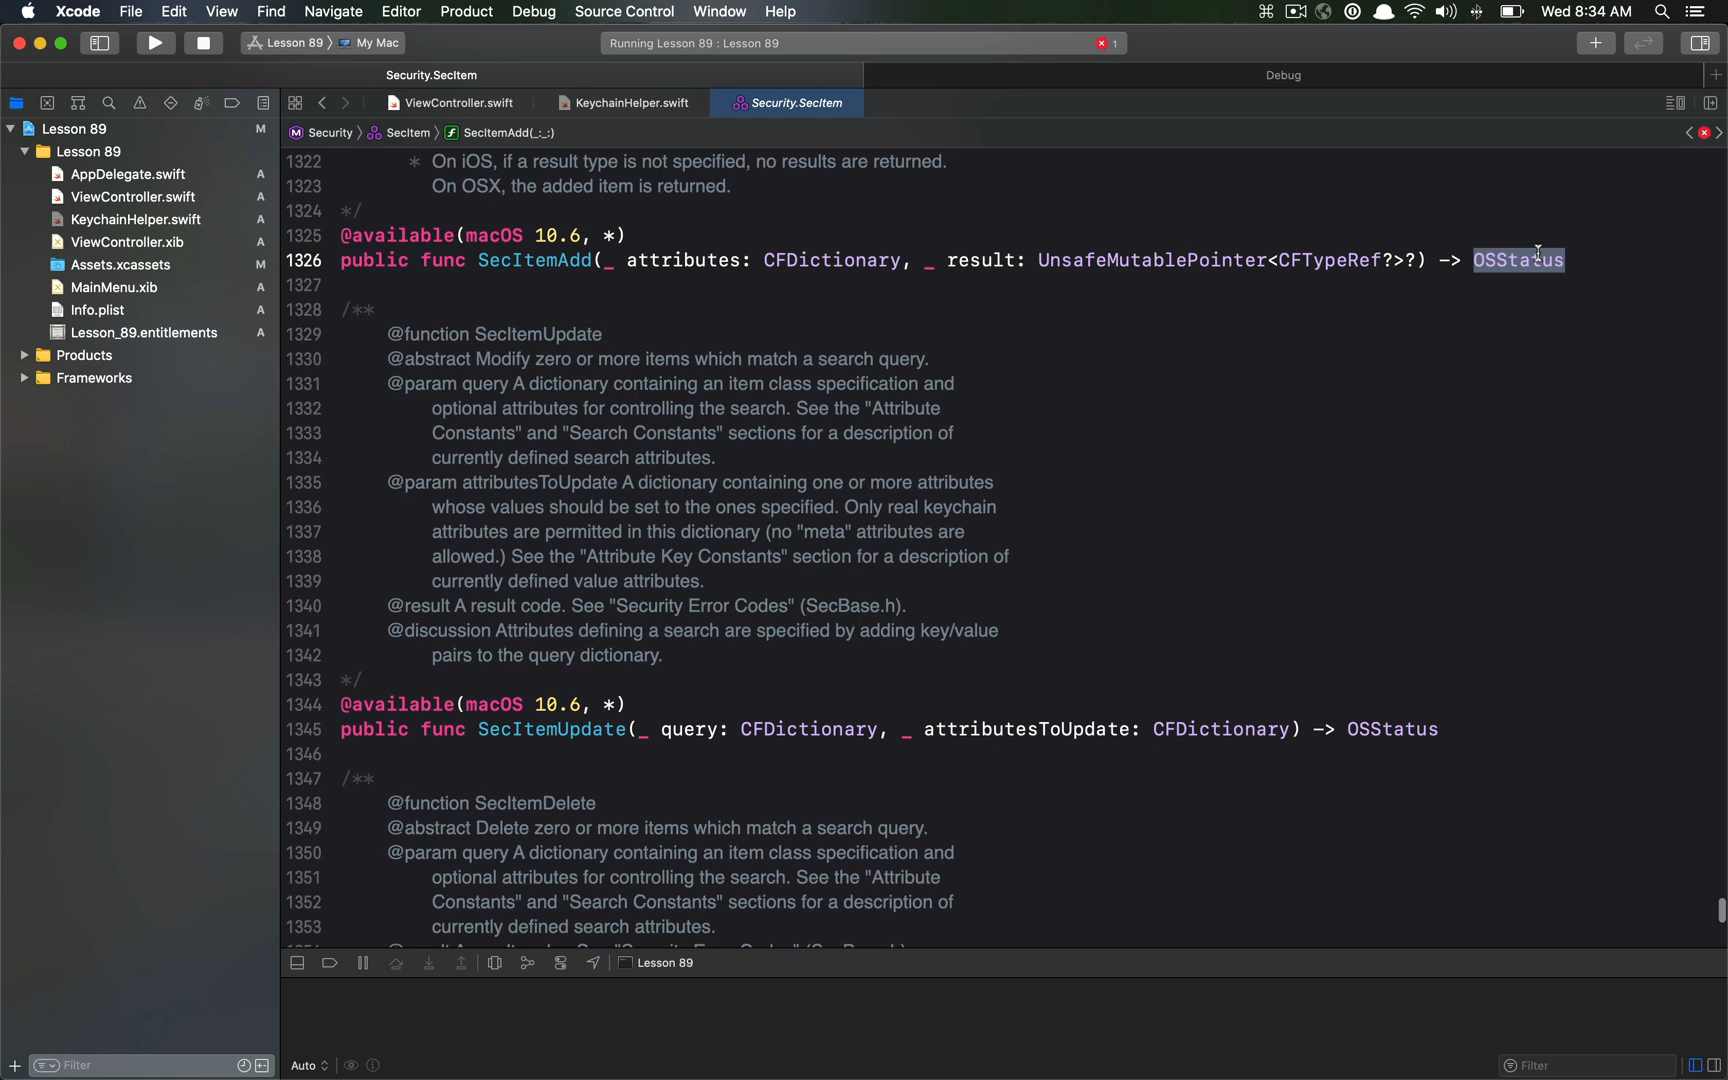 Xcode File Edit View Find Navigate Editor Product Debug Source Control Window Help Wed 8:34 AM
Lesson 89 〉 My Mac Running Lesson 89 : Lesson 89 1
Security.SecItem Debug
ViewController.swift KeychainHelper.swift Security.SecItem
Security 〉 SecItem 〉 SecItemAdd(_:_:)
Lesson 89 M
Lesson 89
AppDelegate.swift A
ViewController.swift A
KeychainHelper.swift A
ViewController.xib A
Assets.xcassets M
MainMenu.xib A
Info.plist A
Lesson_89.entitlements A
Products
Frameworks
1322 * On iOS, if a result type is not specified, no results are returned.
1323 On OSX, the added item is returned.
1324 */
1325 @available(macOS 10.6, *)
1326 public func SecItemAdd(_ attributes: CFDictionary, _ result: UnsafeMutablePointer<CFTypeRef?>?) -> OSStatus
1327
1328 /**
1329 @function SecItemUpdate
1330 @abstract Modify zero or more items which match a search query.
1331 @param query A dictionary containing an item class specification and
1332 optional attributes for controlling the search. See the "Attribute
1333 Constants" and "Search Constants" sections for a description of
1334 currently defined search attributes.
1335 @param attributesToUpdate A dictionary containing one or more attributes
1336 whose values should be set to the ones specified. Only real keychain
1337 attributes are permitted in this dictionary (no "meta" attributes are
1338 allowed.) See the "Attribute Key Constants" section for a description of
1339 currently defined value attributes.
1340 @result A result code. See "Security Error Codes" (SecBase.h).
1341 @discussion Attributes defining a search are specified by adding key/value
1342 pairs to the query dictionary.
1343 */
1344 @available(macOS 10.6, *)
1345 public func SecItemUpdate(_ query: CFDictionary, _ attributesToUpdate: CFDictionary) -> OSStatus
1346
1347 /**
1348 @function SecItemDelete
1349 @abstract Delete zero or more items which match a search query.
1350 @param query A dictionary containing an item class specification and
1351 optional attributes for controlling the search. See the "Attribute
1352 Constants" and "Search Constants" sections for a description of
1353 currently defined search attributes.
Lesson 89
Filter Auto Filter